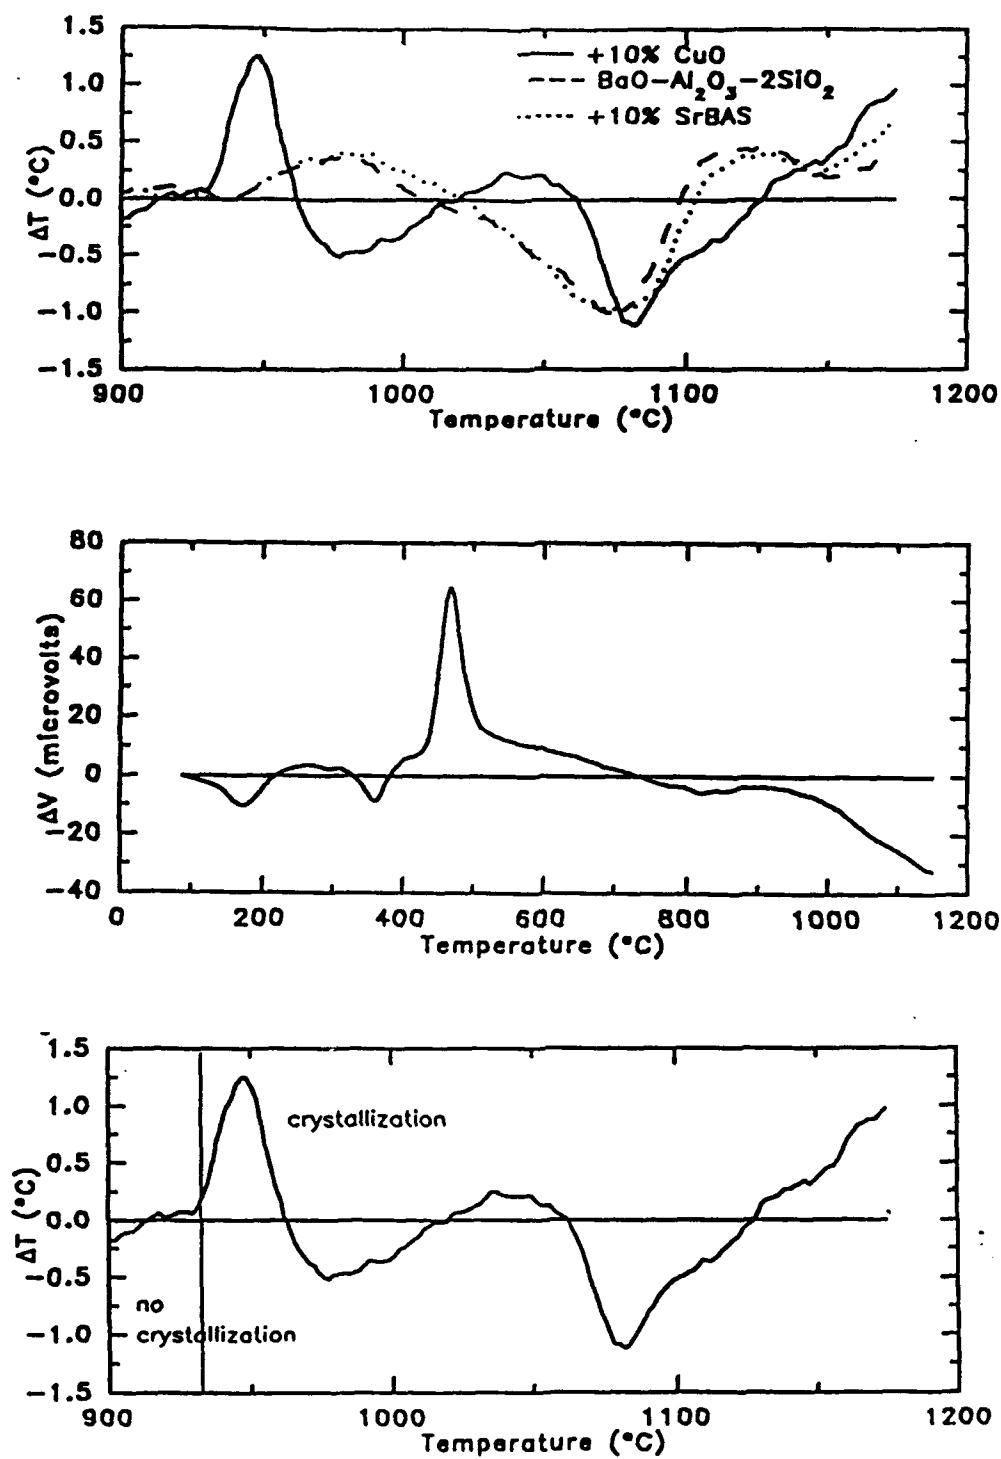 1.5
1.0
0.5
0.0
−0.5
−1.0
−1.5
ΔT (°C)
+10% CuO
BaO−Al2O3−2SiO2
+10% SrBAS
900 1000 1100 1200
Temperature (°C)
80
60
40
20
0
−20
−40
ΔV (microvolts)
0 200 400 600 800 1000 1200
Temperature (°C)
1.5
1.0
0.5
0.0
−0.5
−1.0
−1.5
ΔT (°C)
crystallization
no
crystallization
900 1000 1100 1200
Temperature (°C)